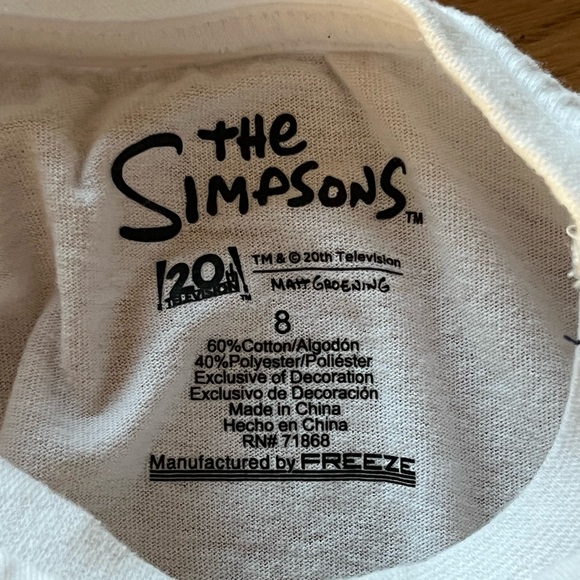 THE
SIMPSONS TM
20th TELEVISION TM
TM & © 20th Television
MATT GROENING
8
60%Cotton/Algodón
40%Polyester/Poliéster
Exclusive of Decoration
Exclusivo de Decoración
Made in China
Hecho en China
RN# 71868
Manufactured by FREEZE